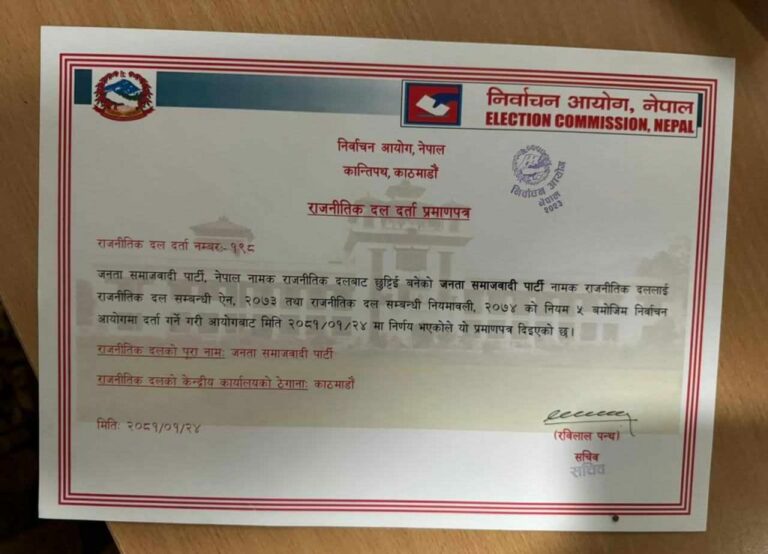 निर्वाचन आयोग, नेपाल
ELECTION COMMISSION, NEPAL
निर्वाचन आयोग, नेपाल
कान्तिपथ, काठमाडौं
निर्वाचन आयोग
नेपाल
२०२३
राजनीतिक दल दर्ता प्रमाणपत्र
राजनीतिक दल दर्ता नम्बरः- १९८
जनता समाजवादी पार्टी, नेपाल नामक राजनीतिक दलबाट छुट्टिई बनेको जनता समाजवादी पार्टी नामक राजनीतिक दललाई
राजनीतिक दल सम्बन्धी ऐन, २०७३ तथा राजनीतिक दल सम्बन्धी नियमावली, २०७४ को नियम ५ बमोजिम निर्वाचन
आयोगमा दर्ता गर्ने गरी आयोगबाट मिति २०८१/०१/२४ मा निर्णय भएकोले यो प्रमाणपत्र दिइएको छ।
राजनीतिक दलको पूरा नामः जनता समाजवादी पार्टी
राजनीतिक दलको केन्द्रीय कार्यालयको ठेगानाः काठमाडौं
मितिः २०८१/०१/२४
(रबिलाल पन्थ)
सचिव
सचिव